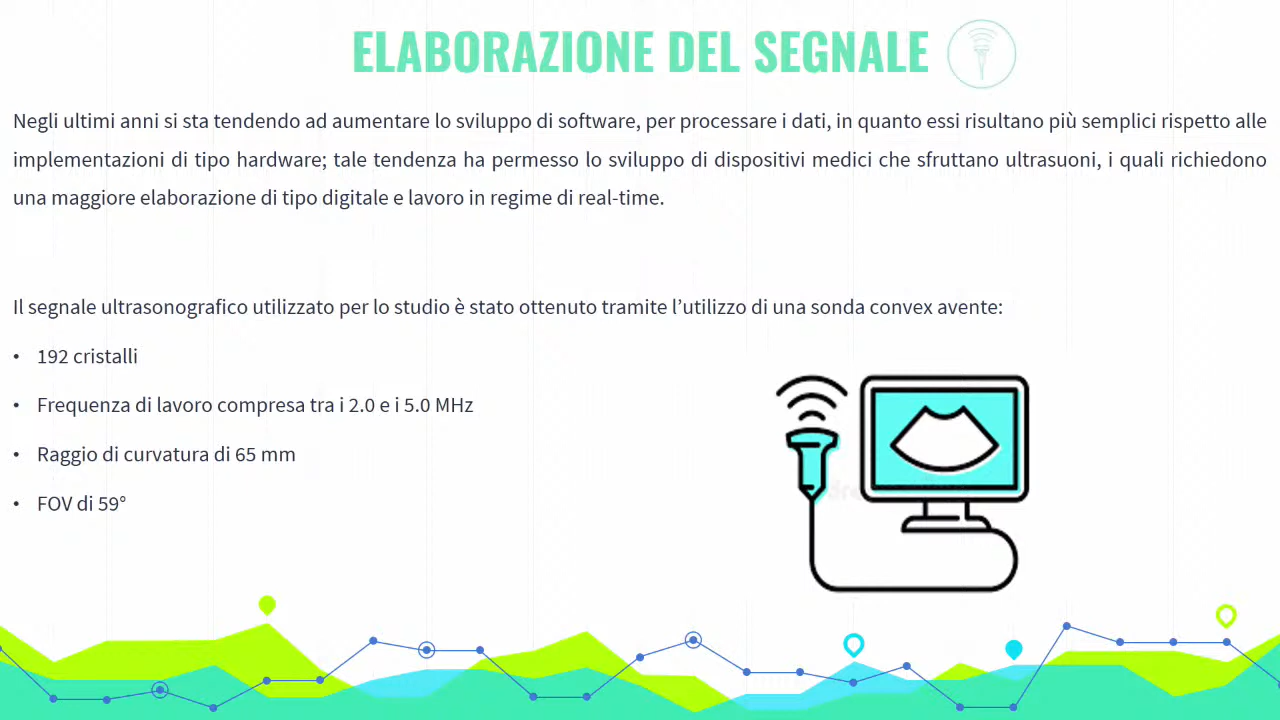 ELABORAZIONE DEL SEGNALE
Negli ultimi anni si sta tendendo ad aumentare lo sviluppo di software, per processare i dati, in quanto essi risultano più semplici rispetto alle
implementazioni di tipo hardware; tale tendenza ha permesso lo sviluppo di dispositivi medici che sfruttano ultrasuoni, i quali richiedono
una maggiore elaborazione di tipo digitale e lavoro in regime di real-time.
Il segnale ultrasonografico utilizzato per lo studio è stato ottenuto tramite l’utilizzo di una sonda convex avente:
• 192 cristalli
• Frequenza di lavoro compresa tra i 2.0 e i 5.0 MHz
• Raggio di curvatura di 65 mm
• FOV di 59°